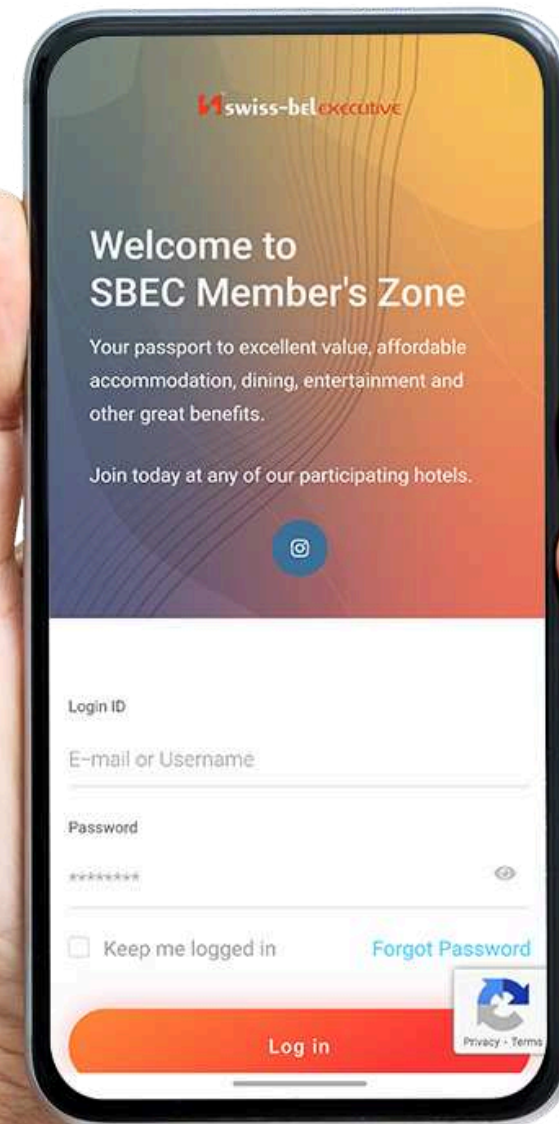 swiss-belexecutive
Welcome to
SBEC Member's Zone
Your passport to excellent value, affordable
accommodation, dining, entertainment and
other great benefits.
Join today at any of our participating hotels.
Login ID
E-mail or Username
Password
********
Keep me logged in
Forgot Password
Log in
Privacy - Terms